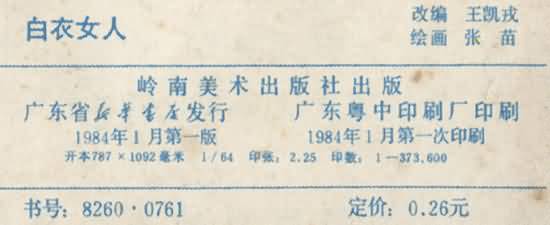 白衣女人
改编 王凯戎
绘画 张苗
岭南美术出版社出版
广东省新华书店发行 广东粤中印刷厂印刷
1984年1月第一版 1984年1月第一次印刷
开本787×1092毫米 1/64 印张：2.25 印数：1—373,600
书号：8260·0761 定价：0.26元